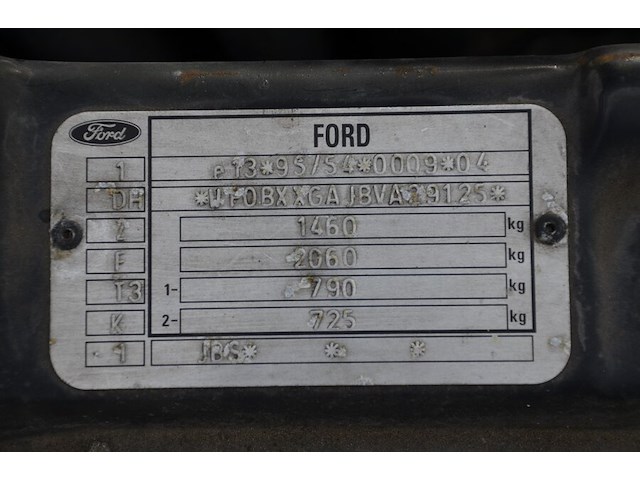 Ford
FORD
1 e13*95/54*0009*04
DH *WF0BXXGAJBVA29125*
2 1460 kg
F 2060 kg
T3 1- 790 kg
K 2- 725 kg
1 JBS* * *